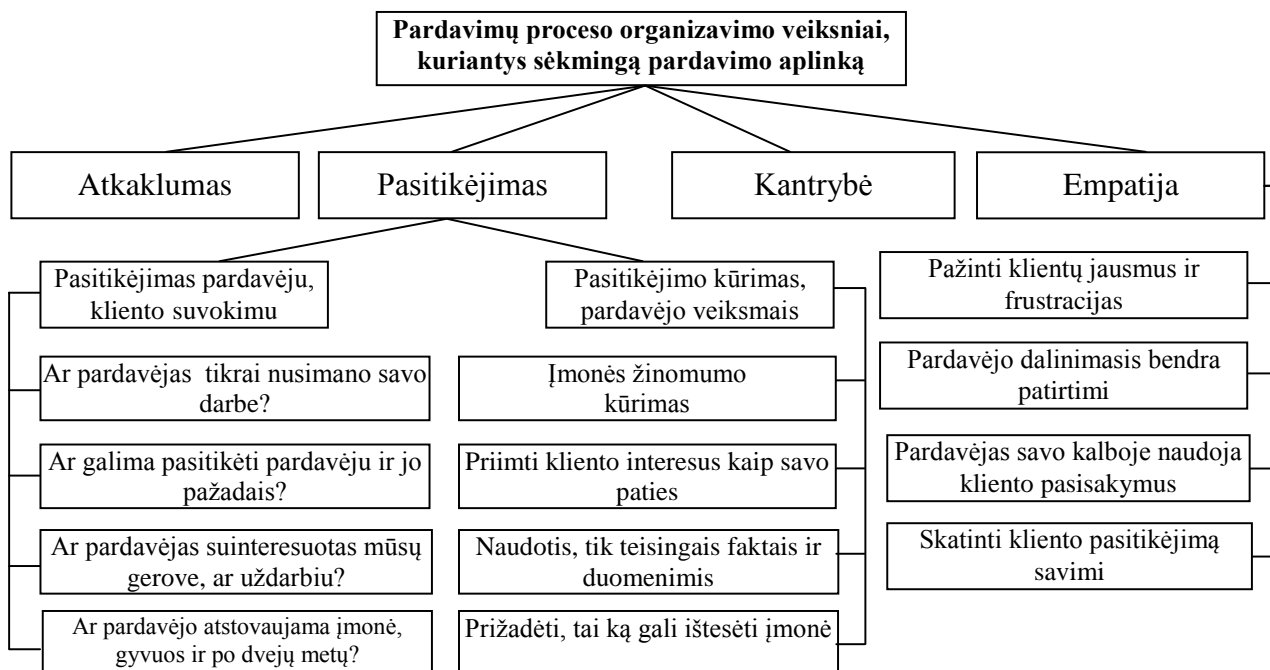 Pardavimų proceso organizavimo veiksniai,
kuriantys sėkmingą pardavimo aplinką
Atkaklumas
Pasitikėjimas
Kantrybė
Empatija
Pasitikėjimas pardavėju,
kliento suvokimu
Ar pardavėjas tikrai nusimano savo
darbe?
Ar galima pasitikėti pardavėju ir jo
pažadais?
Ar pardavėjas suinteresuotas mūsų
gerove, ar uždarbiu?
Ar pardavėjo atstovaujama įmonė,
gyvuos ir po dvejų metų?
Pasitikėjimo kūrimas,
pardavėjo veiksmais
Įmonės žinomumo
kūrimas
Priimti kliento interesus kaip savo
paties
Naudotis, tik teisingais faktais ir
duomenimis
Prižadėti, tai ką gali ištesėti įmonė
Pažinti klientų jausmus ir
frustracijas
Pardavėjo dalinimasis bendra
patirtimi
Pardavėjas savo kalboje naudoja
kliento pasisakymus
Skatinti kliento pasitikėjimą
savimi